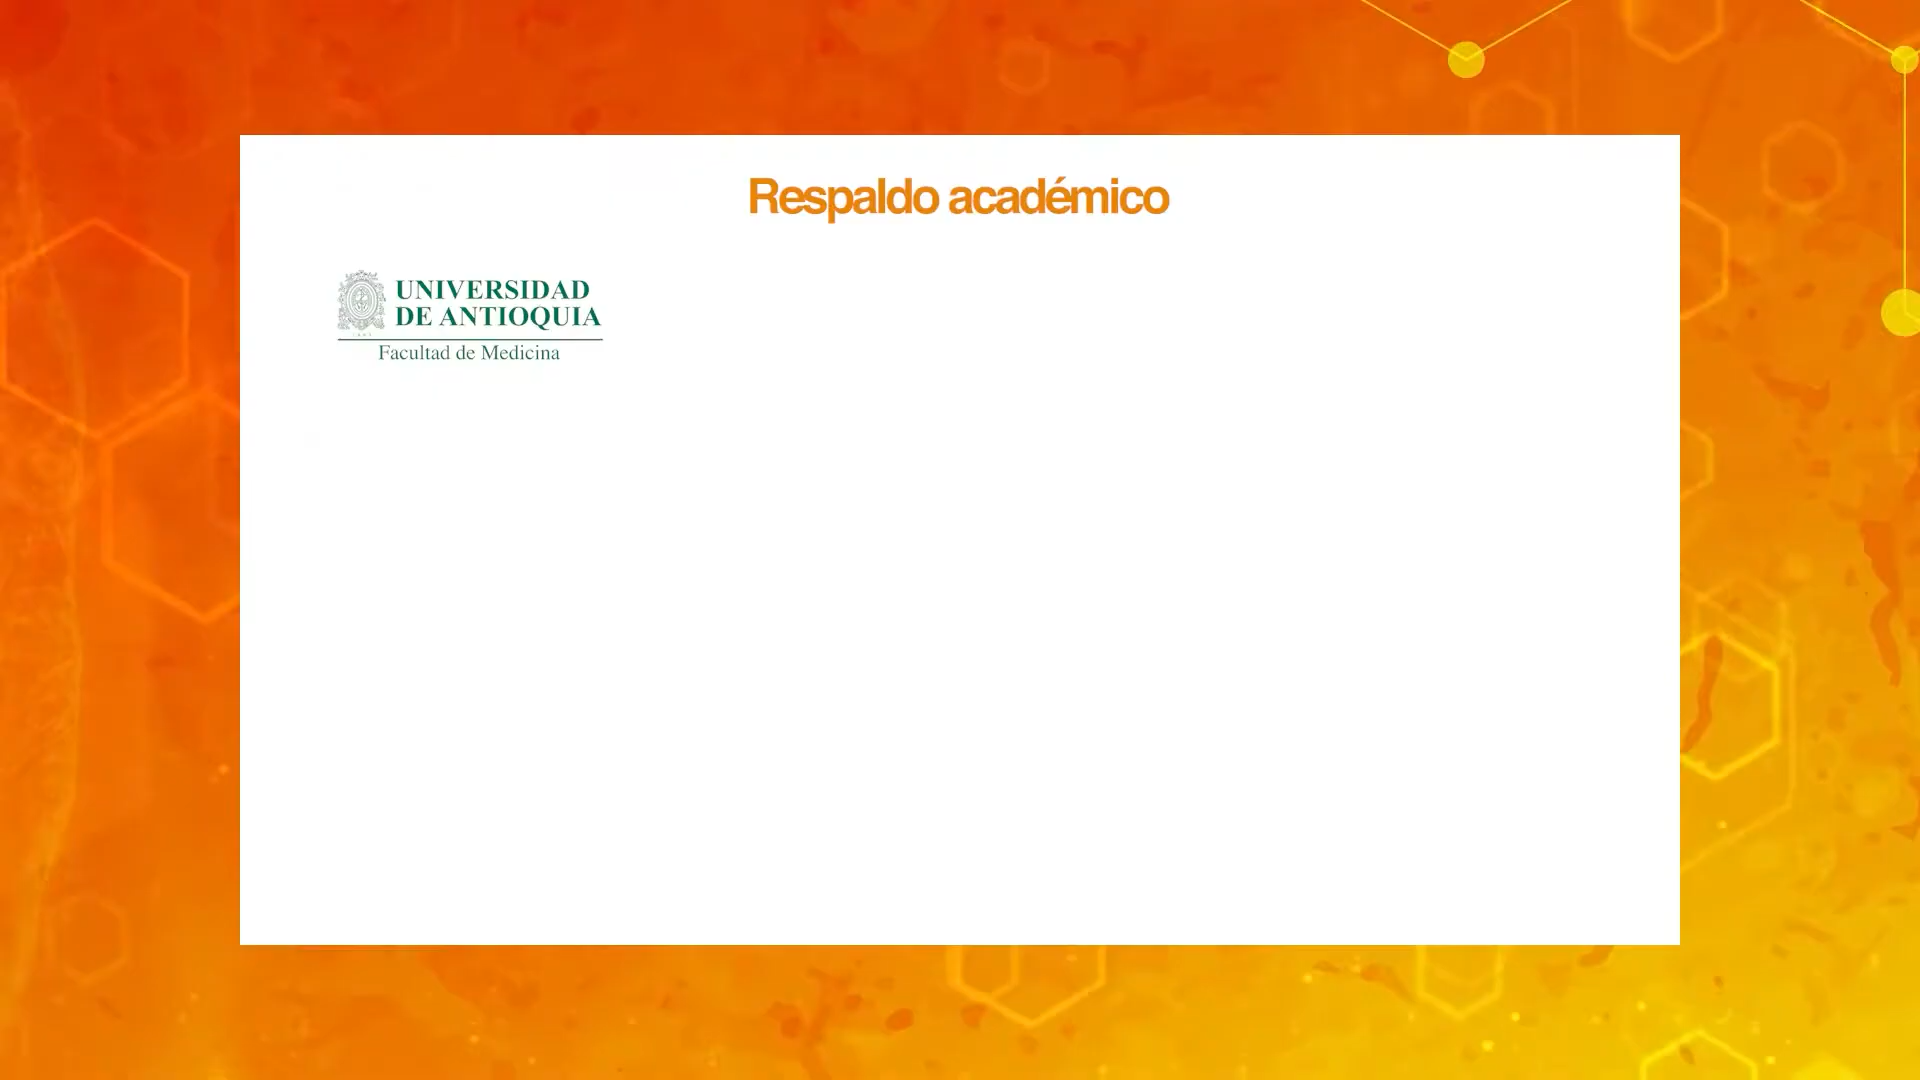 Respaldo académico
UNIVERSIDAD
DE ANTIOQUIA
Facultad de Medicina